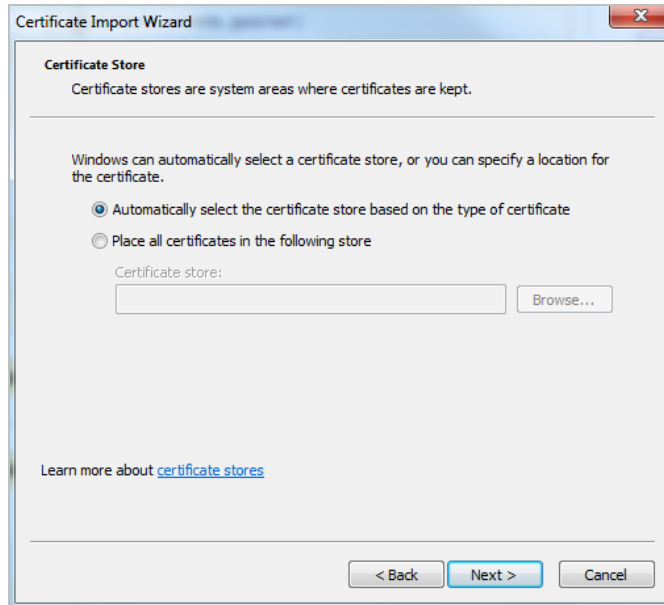 Certificate Import Wizard
Certificate Store
Certificate stores are system areas where certificates are kept.
Windows can automatically select a certificate store, or you can specify a location for
the certificate.
Automatically select the certificate store based on the type of certificate
Place all certificates in the following store
Certificate store:
Browse...
Learn more about certificate stores
< Back
Next >
Cancel